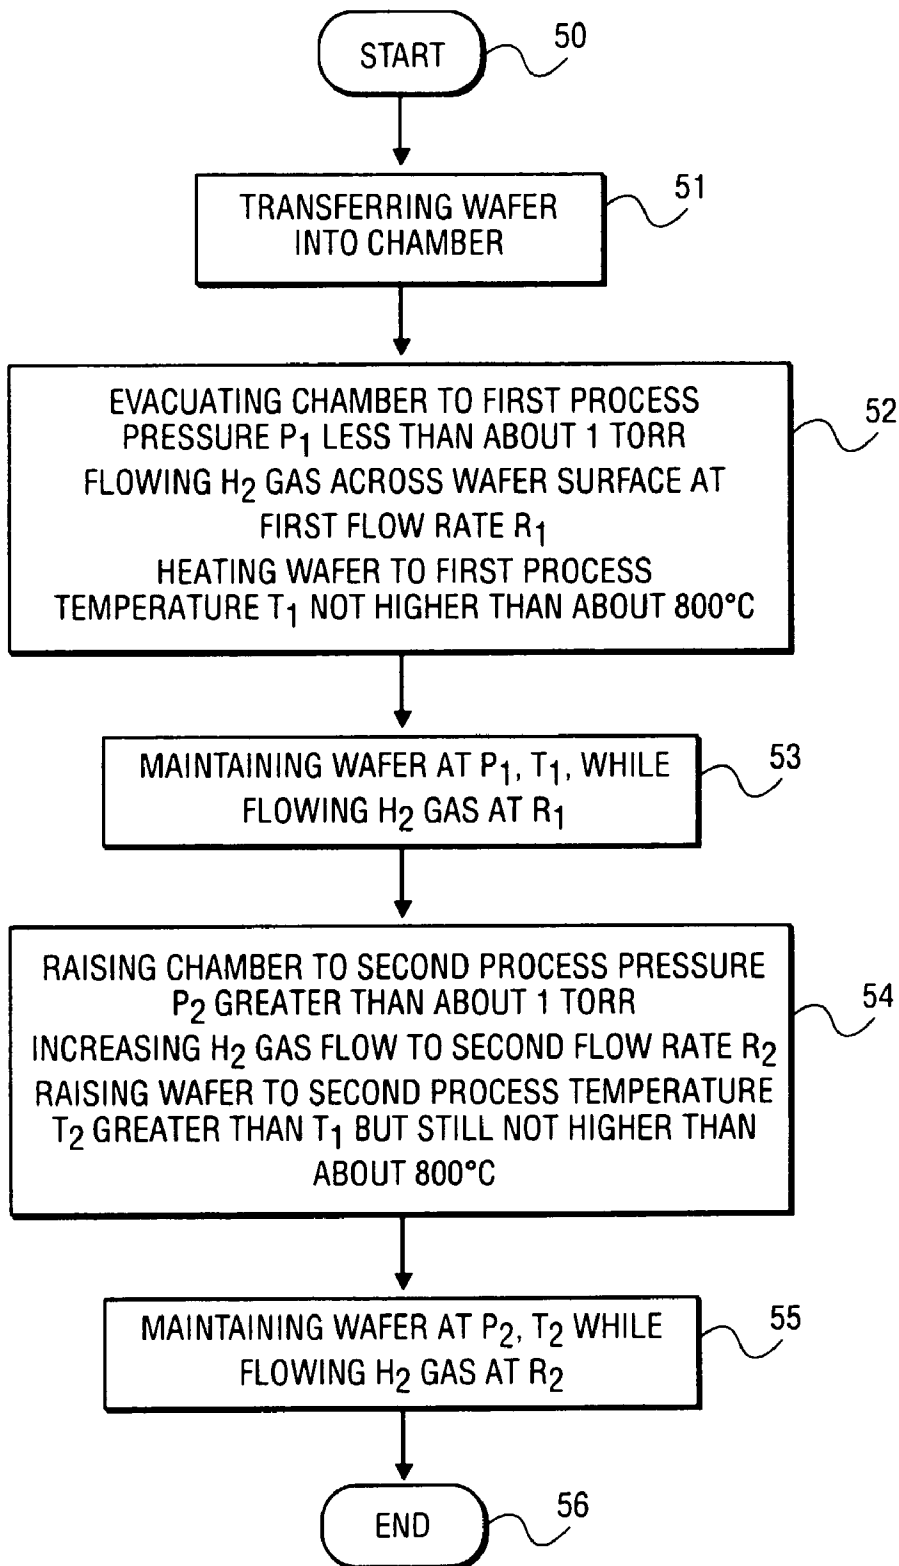 START
50
TRANSFERRING WAFER
INTO CHAMBER
51
EVACUATING CHAMBER TO FIRST PROCESS
PRESSURE P1 LESS THAN ABOUT 1 TORR
FLOWING H2 GAS ACROSS WAFER SURFACE AT
FIRST FLOW RATE R1
HEATING WAFER TO FIRST PROCESS
TEMPERATURE T1 NOT HIGHER THAN ABOUT 800°C
52
MAINTAINING WAFER AT P1, T1, WHILE
FLOWING H2 GAS AT R1
53
RAISING CHAMBER TO SECOND PROCESS PRESSURE
P2 GREATER THAN ABOUT 1 TORR
INCREASING H2 GAS FLOW TO SECOND FLOW RATE R2
RAISING WAFER TO SECOND PROCESS TEMPERATURE
T2 GREATER THAN T1 BUT STILL NOT HIGHER THAN
ABOUT 800°C
54
MAINTAINING WAFER AT P2, T2 WHILE
FLOWING H2 GAS AT R2
55
END
56